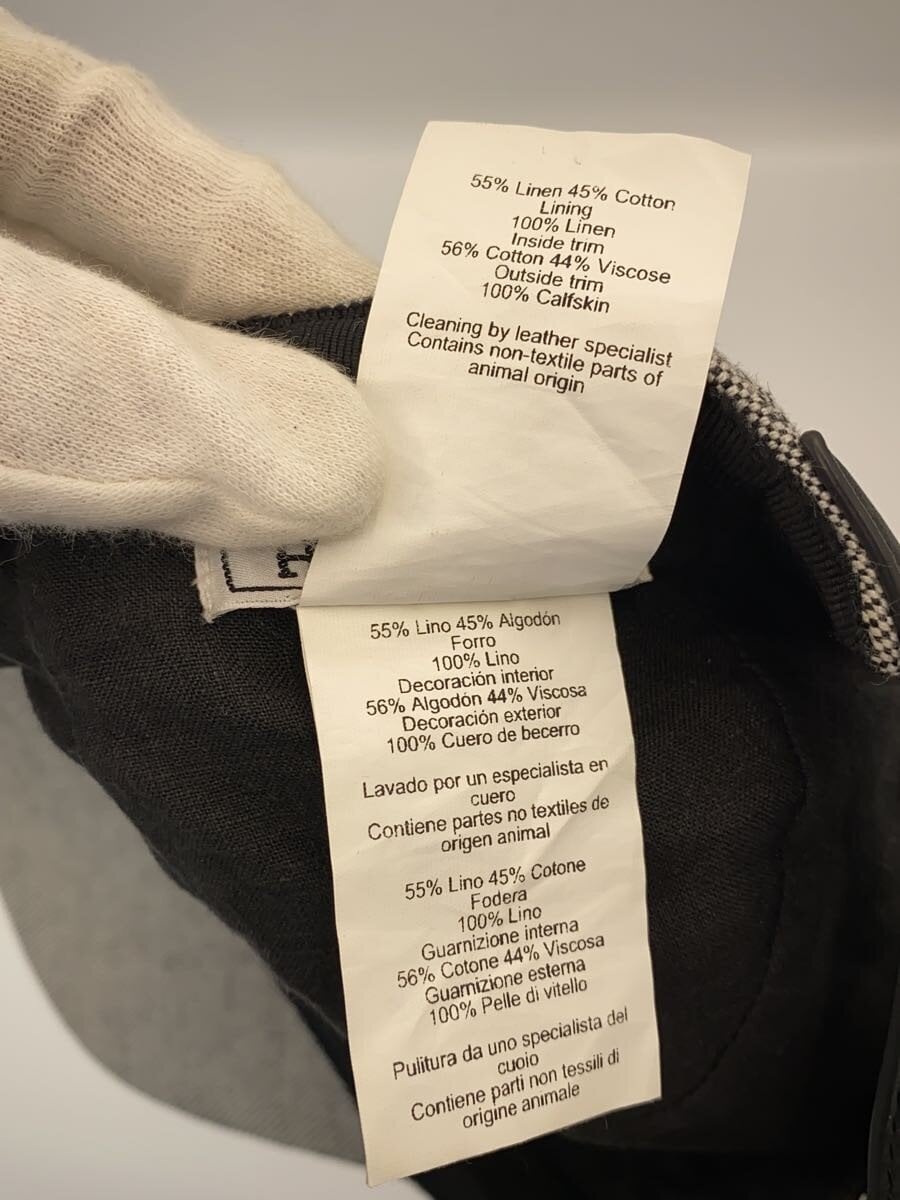 55% Linen 45% Cotton
Lining
100% Linen
Inside trim
56% Cotton 44% Viscose
Outside trim
100% Calfskin
Cleaning by leather specialist
Contains non-textile parts of
animal origin
55% Lino 45% Algodón
Forro
100% Lino
Decoración interior
56% Algodón 44% Viscosa
Decoración exterior
100% Cuero de becerro
Lavado por un especialista en
cuero
Contiene partes no textiles de
origen animal
55% Lino 45% Cotone
Fodera
100% Lino
Guarnizione interna
56% Cotone 44% Viscosa
Guarnizione esterna
100% Pelle di vitello
Pulitura da uno specialista del
cuoio
Contiene parti non tessili di
origine animale